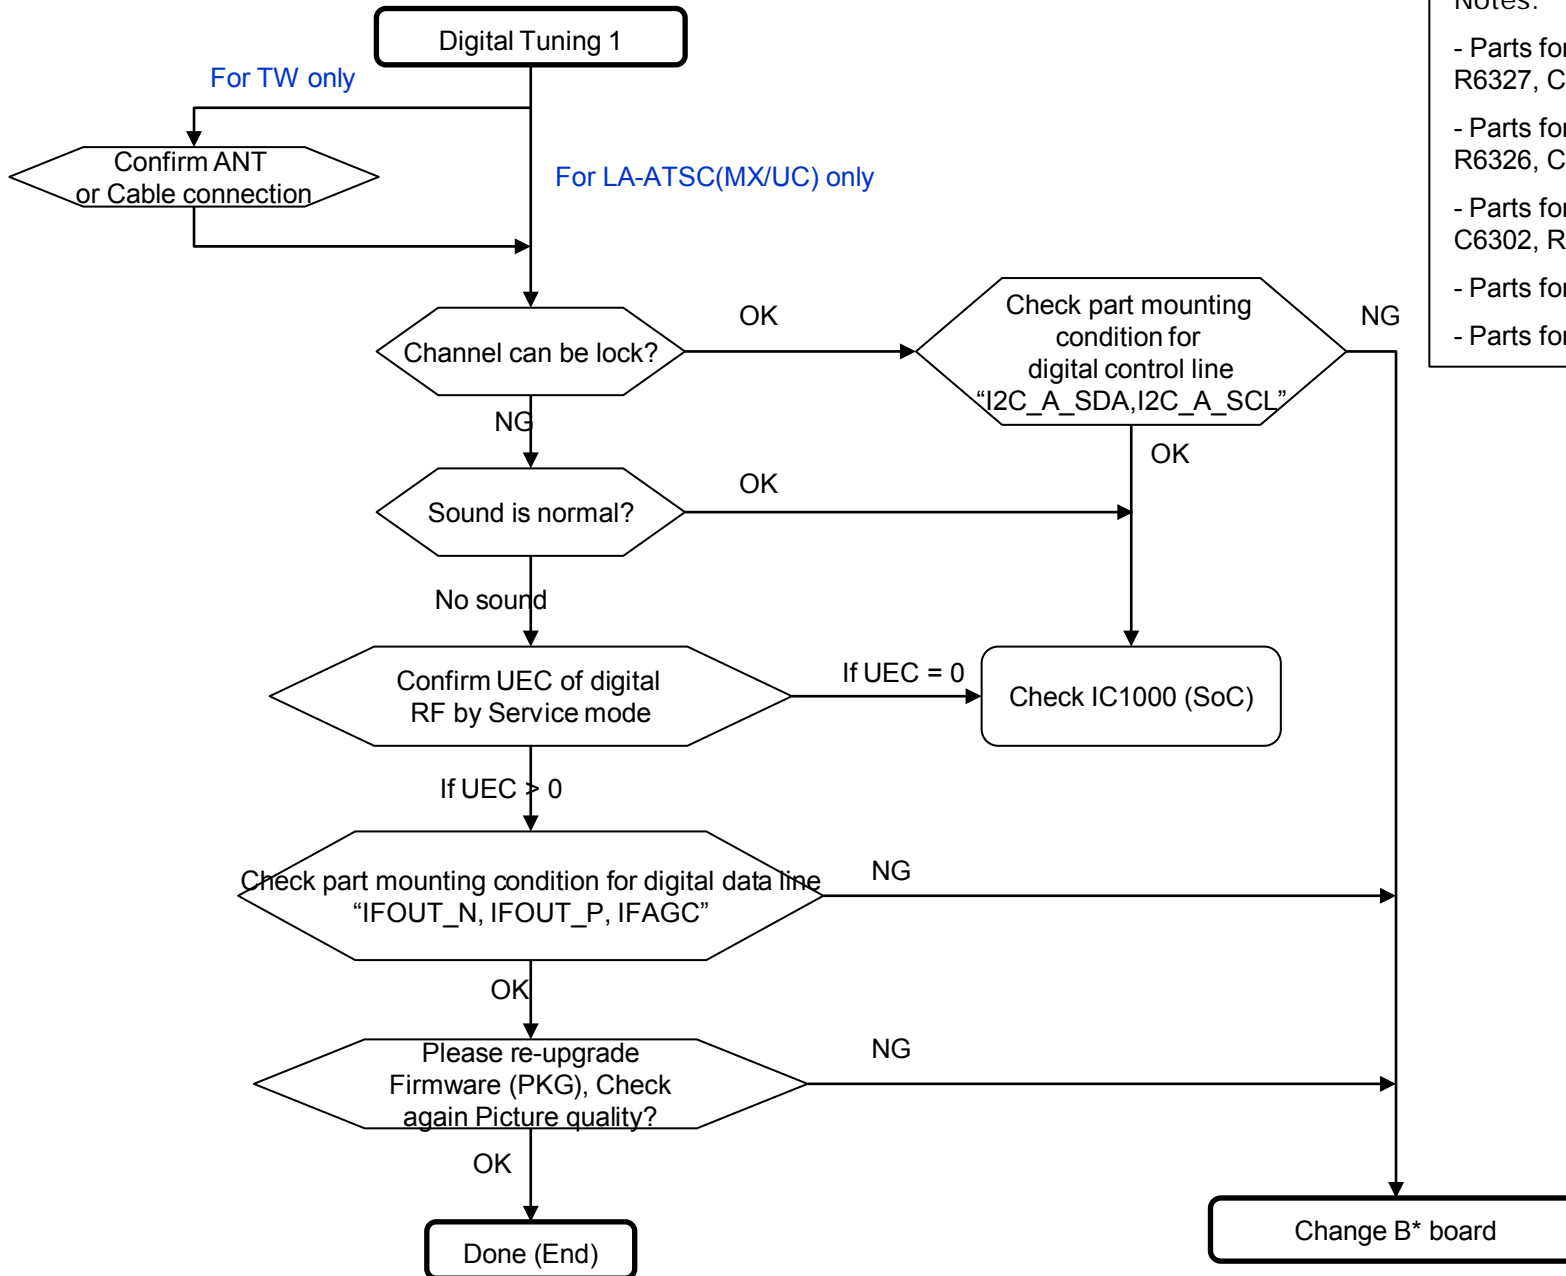 Digital Tuning 1
For TW only
Confirm ANT
or Cable connection
For LA-ATSC(MX/UC) only
Channel can be lock?
OK
Check part mounting
condition for
digital control line
“I2C_A_SDA,I2C_A_SCL”
NG
NG
OK
Sound is normal?
OK
No sound
Confirm UEC of digital
RF by Service mode
If UEC = 0
Check IC1000 (SoC)
If UEC > 0
Check part mounting condition for digital data line
“IFOUT_N, IFOUT_P, IFAGC”
NG
OK
Please re-upgrade
Firmware (PKG), Check
again Picture quality?
NG
OK
Done (End)
Change B* board
Notes:
- Parts for
R6327, C
- Parts for
R6326, C
- Parts for
C6302, R
- Parts for
- Parts for